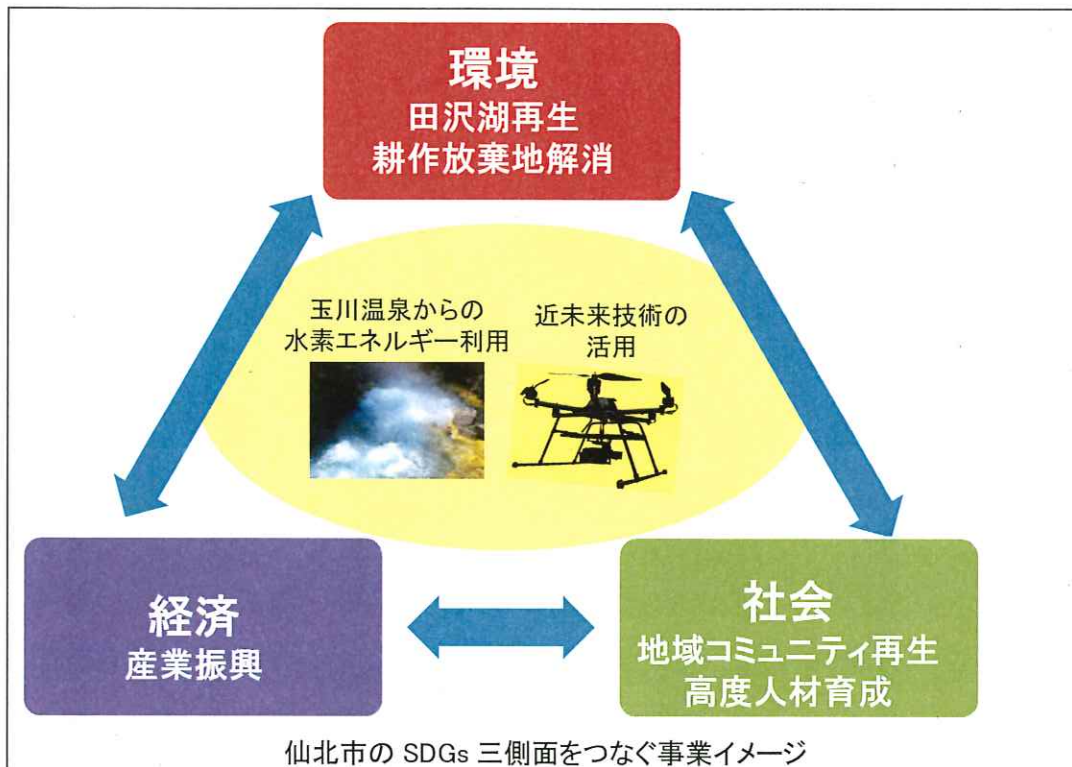 環境
田沢湖再生
耕作放棄地解消
玉川温泉からの
水素エネルギー利用
近未来技術の
活用
経済
産業振興
社会
地域コミュニティ再生
高度人材育成
仙北市の SDGs 三側面をつなぐ事業イメージ